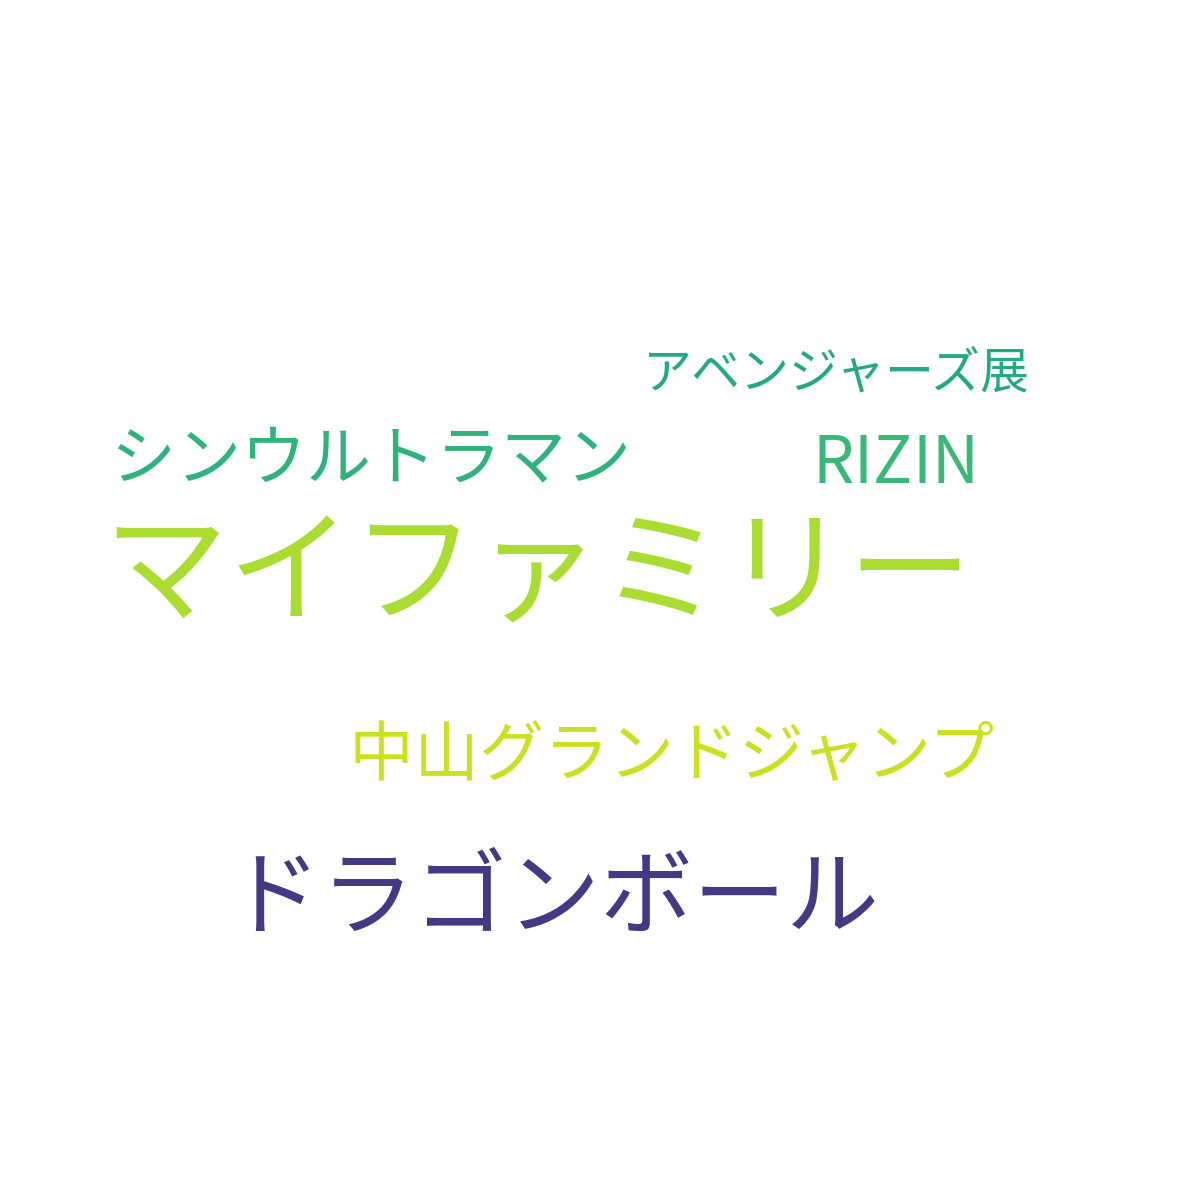 アベンジャーズ展
シンウルトラマン
RIZIN
マイファミリー
中山グランドジャンプ
ドラゴンボール